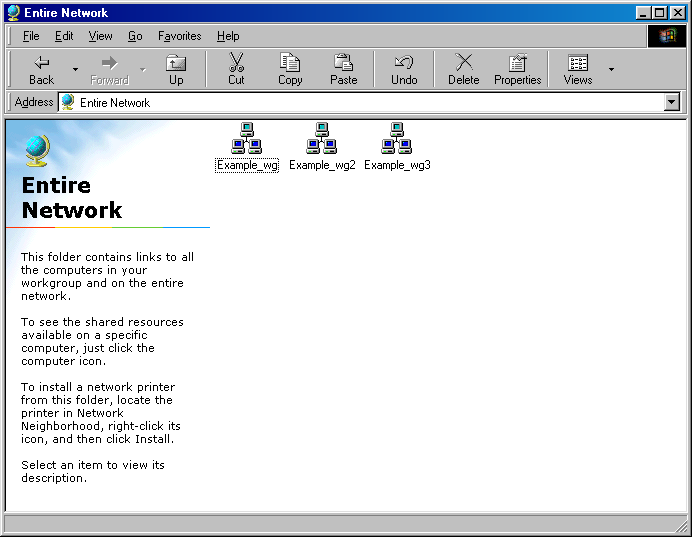 Entire Network
File Edit View Go Favorites Help
Back Forward Up Cut Copy Paste Undo Delete Properties Views
Address Entire Network
Example_wg Example_wg2 Example_wg3
Entire
Network
This folder contains links to all
the computers in your
workgroup and on the entire
network.
To see the shared resources
available on a specific
computer, just click the
computer icon.
To install a network printer
from this folder, locate the
printer in Network
Neighborhood, right-click its
icon, and then click Install.
Select an item to view its
description.